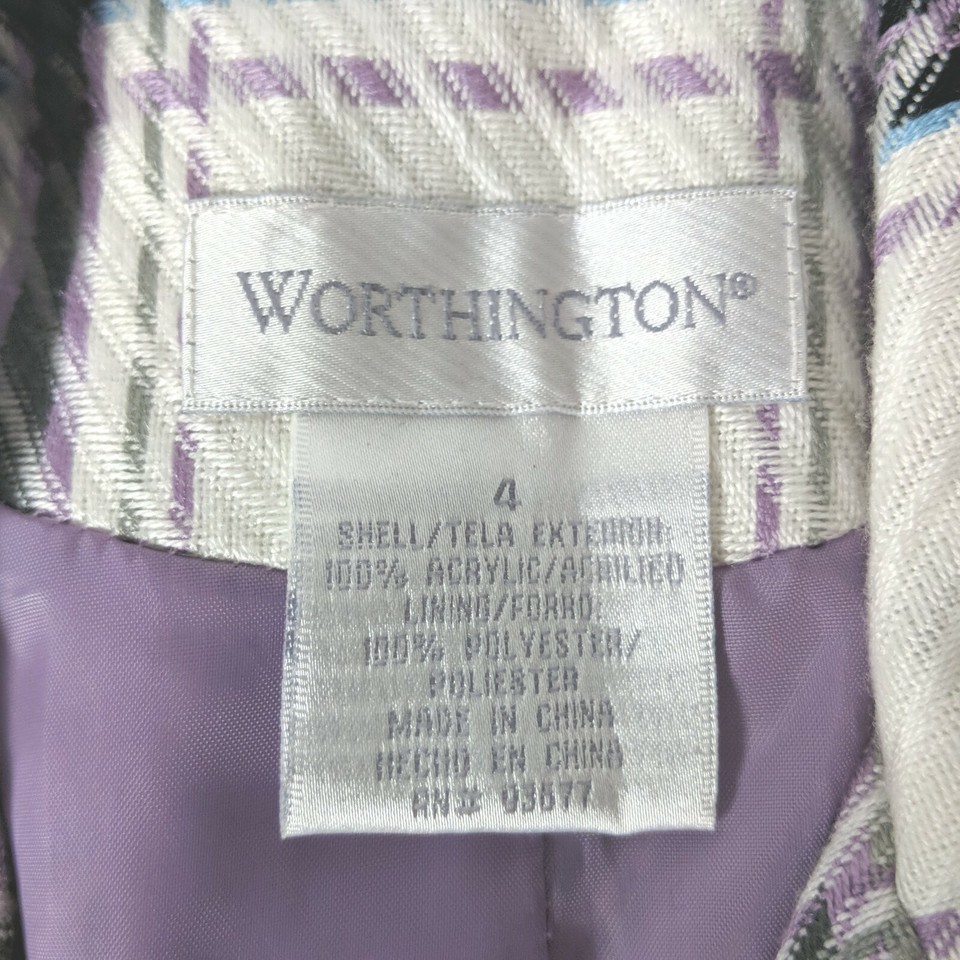 WORTHINGTON®
4
SHELL/TELA EXTERIOR:
100% ACRYLIC/ACRILICO
LINING/FORRO:
100% POLYESTER/
POLIESTER
MADE IN CHINA
HECHO EN CHINA
RN#